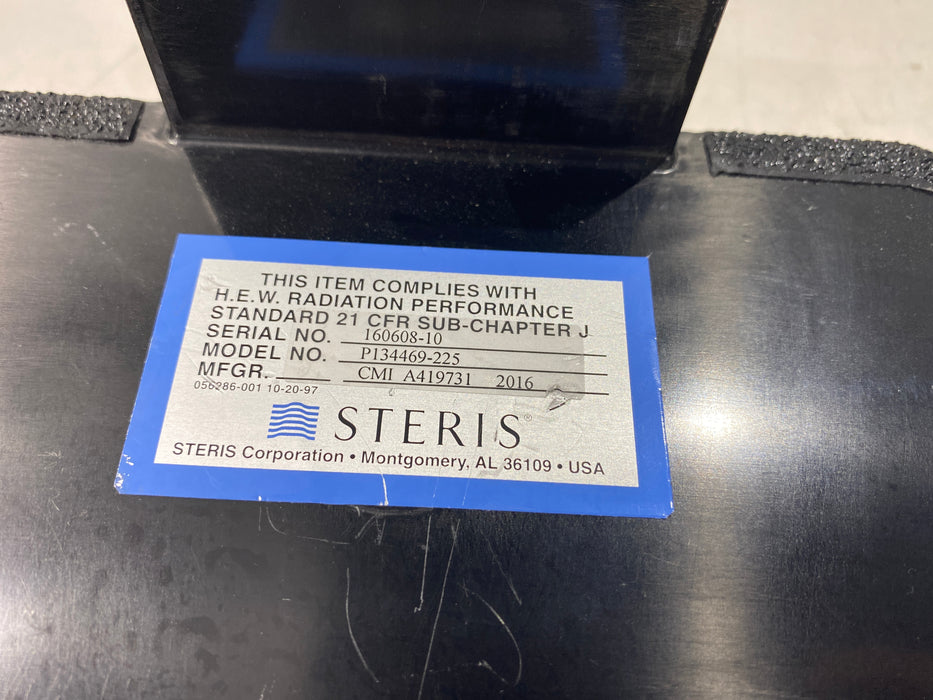 THIS ITEM COMPLIES WITH
H.E.W. RADIATION PERFORMANCE
STANDARD 21 CFR SUB-CHAPTER J
SERIAL NO. 160608-10
MODEL NO. P134469-225
MFGR. CMI A419731 2016
056286-001 10-20-97
STERIS®
STERIS Corporation • Montgomery, AL 36109 • USA